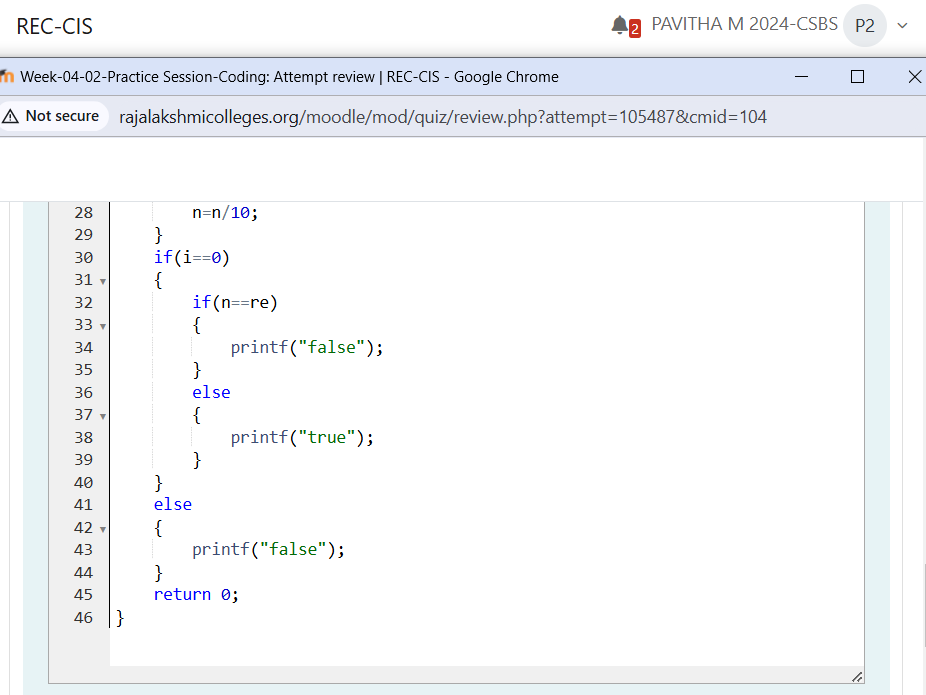 REC-CIS
2 PAVITHA M 2024-CSBS P2
Week-04-02-Practice Session-Coding: Attempt review | REC-CIS - Google Chrome
Not secure rajalakshmicolleges.org/moodle/mod/quiz/review.php?attempt=105487&cmid=104
28 n=n/10;
29 }
30 if(i==0)
31 {
32 if(n==re)
33 {
34 printf("false");
35 }
36 else
37 {
38 printf("true");
39 }
40 }
41 else
42 {
43 printf("false");
44 }
45 return 0;
46 }